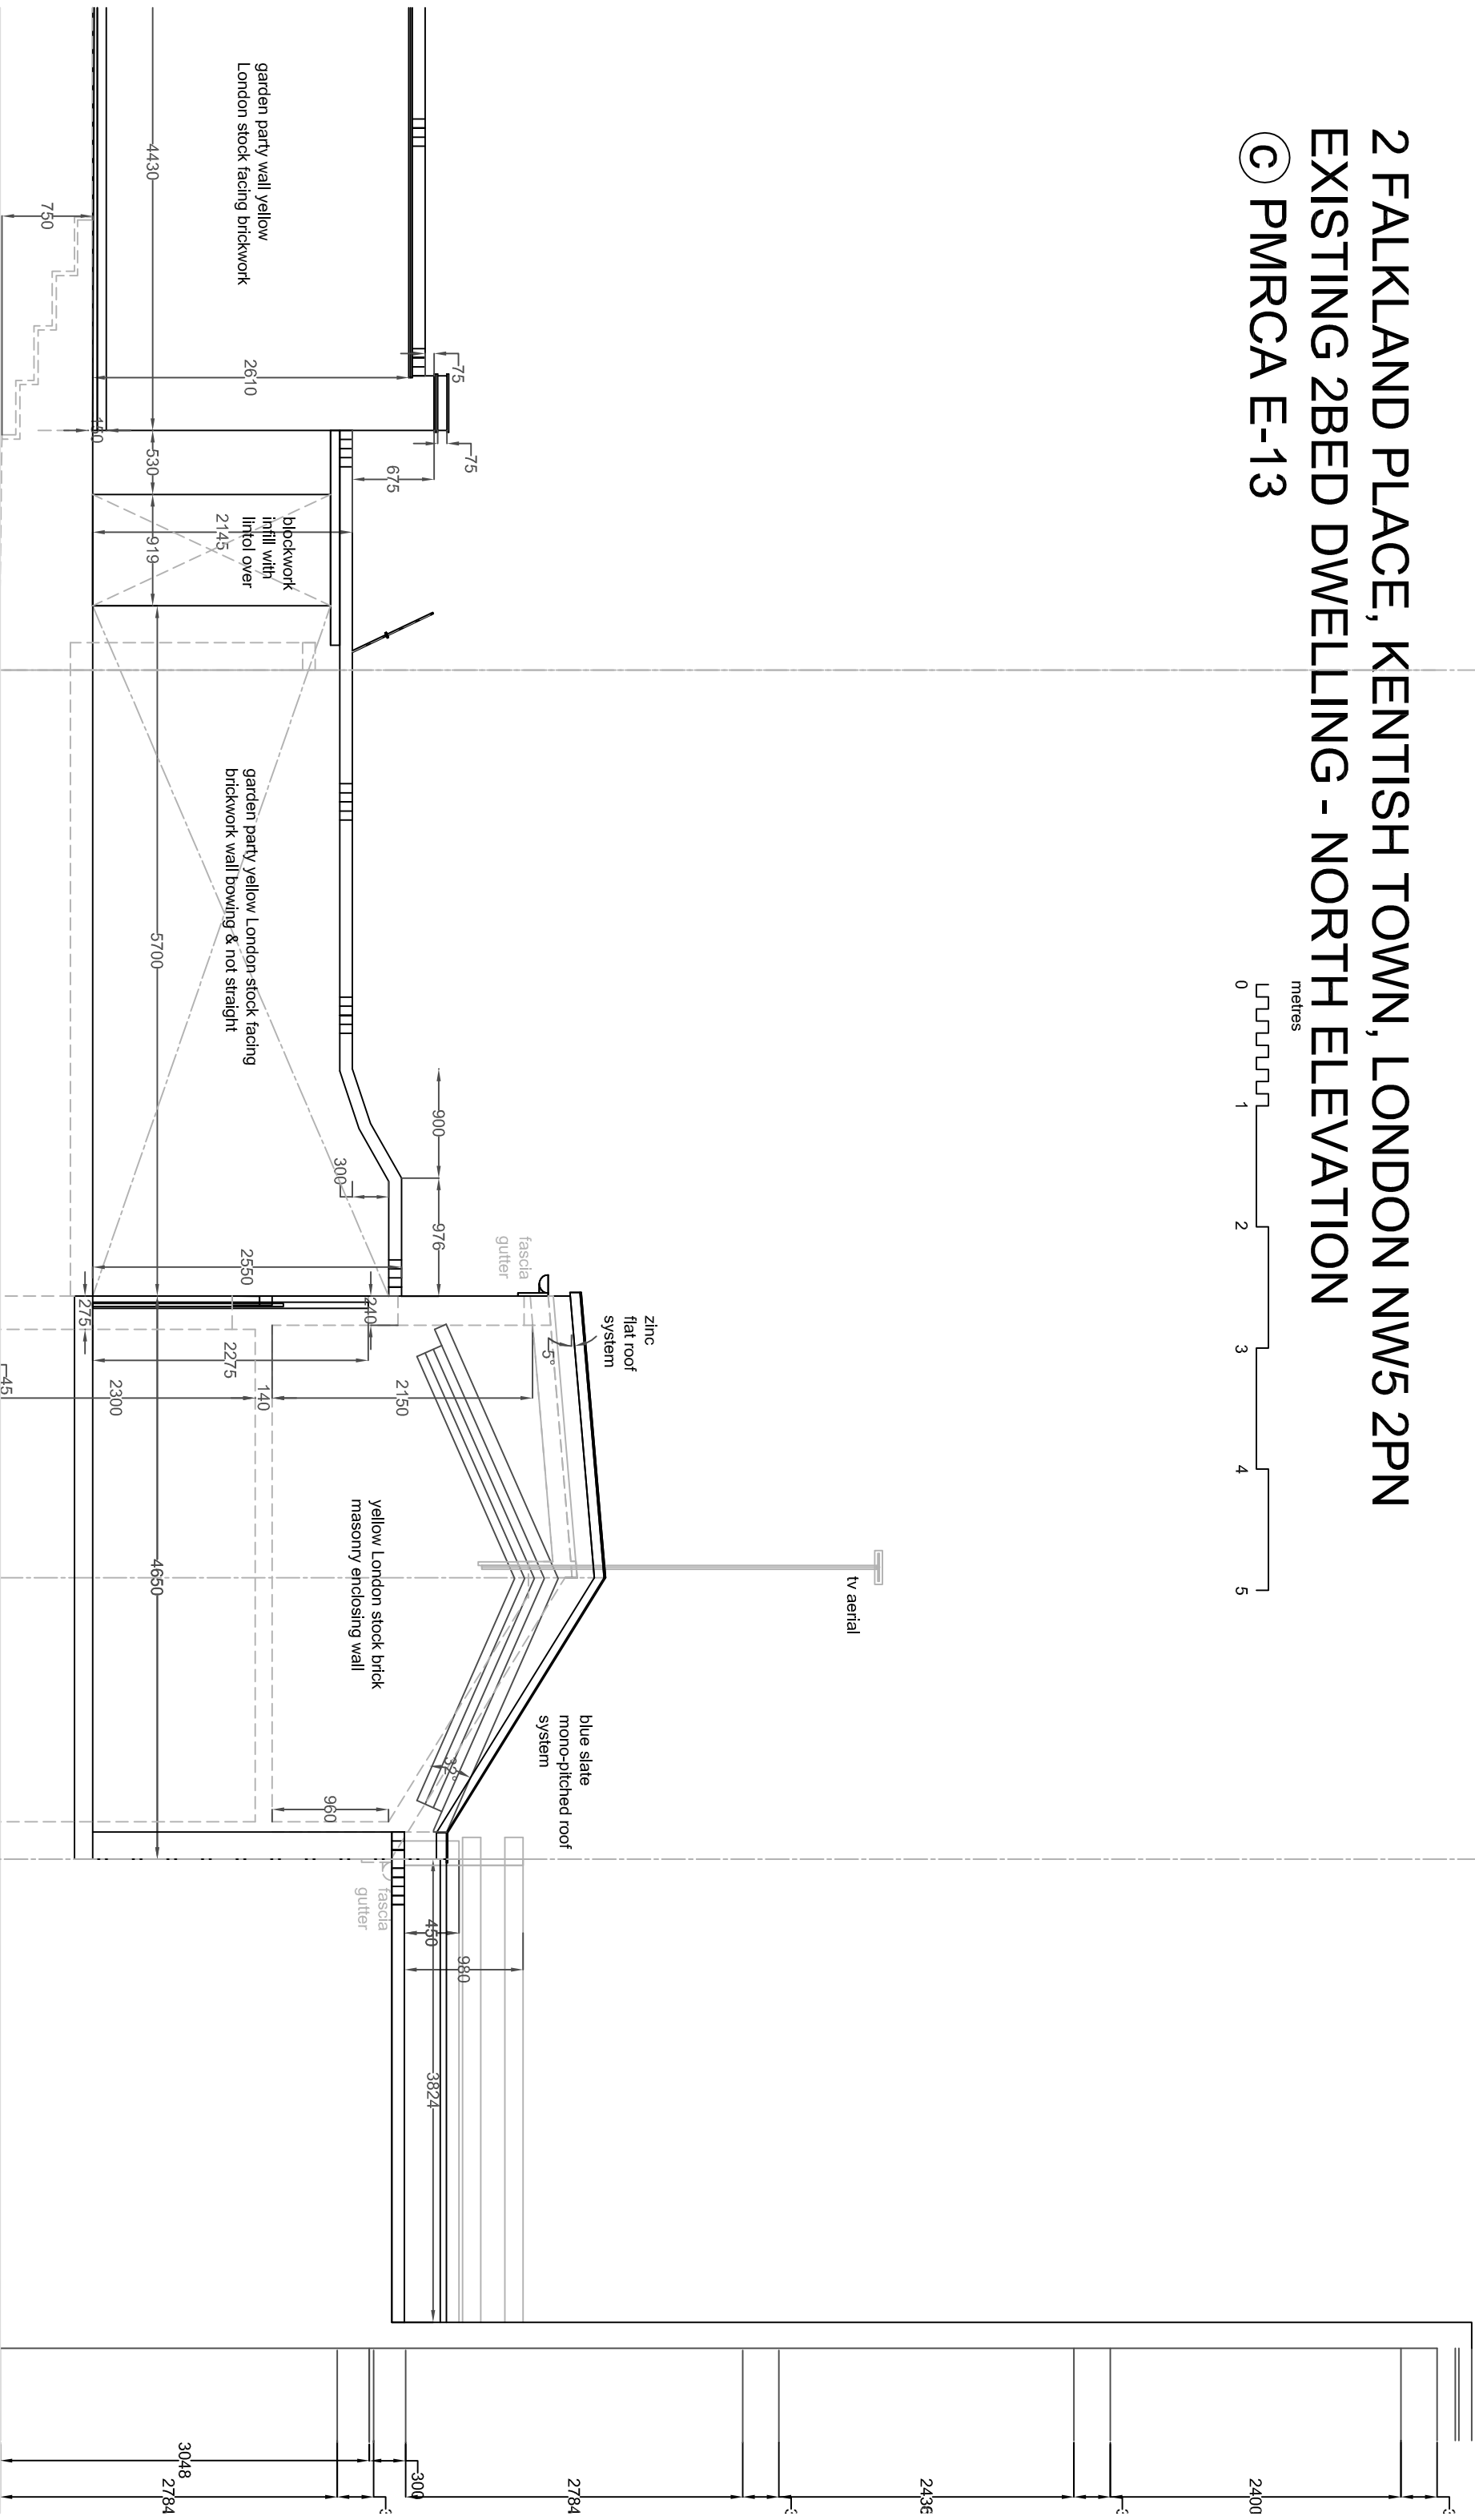 2 FALKLAND PLACE, KENTISH TOWN, LONDON NW5 2PN
EXISTING 2BED DWELLING - NORTH ELEVATION
© PMRCA E-13
metres
0
1
2
3
4
5
tv aerial
zinc
flat roof
system
blue slate
mono-pitched roof
system
5°
32°
fascia
gutter
75
75
675
900
976
300
garden party wall yellow
London stock facing brickwork
4430
2610
750
150
530
919
2145
blockwork
infill with
lintol over
garden party yellow London stock facing
brickwork wall bowing & not straight
5700
2550
240
275
2275
2300
140
2150
45
yellow London stock brick
masonry enclosing wall
4650
960
fascia
gutter
450
980
3824
2400
2436
2784
300
3048
2784